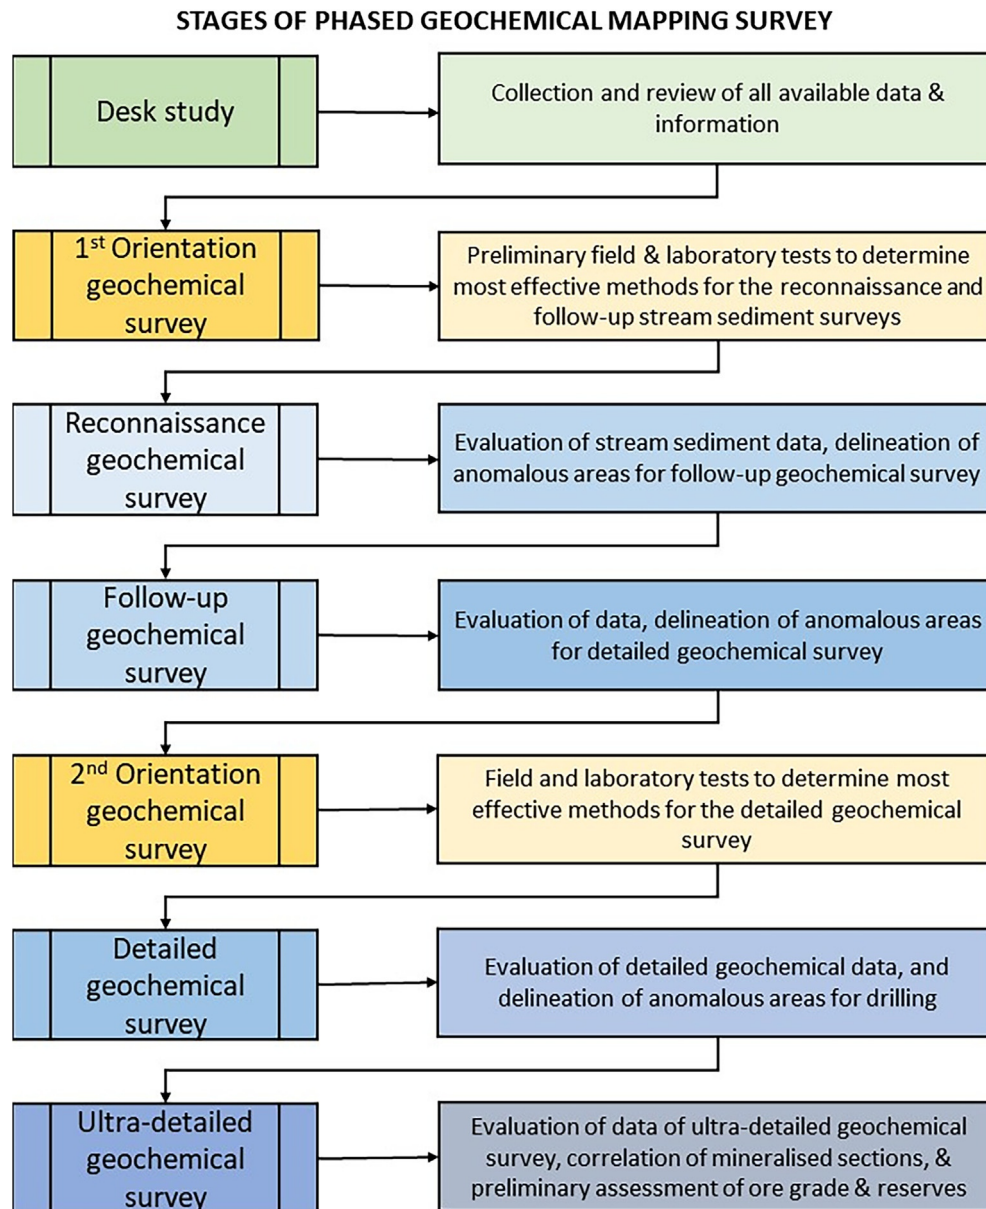 STAGES OF PHASED GEOCHEMICAL MAPPING SURVEY
Desk study
Collection and review of all available data &
information
1st Orientation
geochemical
survey
Preliminary field & laboratory tests to determine
most effective methods for the reconnaissance and
follow-up stream sediment surveys
Reconnaissance
geochemical
survey
Evaluation of stream sediment data, delineation of
anomalous areas for follow-up geochemical survey
Follow-up
geochemical
survey
Evaluation of data, delineation of anomalous areas
for detailed geochemical survey
2nd Orientation
geochemical
survey
Field and laboratory tests to determine most
effective methods for the detailed geochemical
survey
Detailed
geochemical
survey
Evaluation of detailed geochemical data, and
delineation of anomalous areas for drilling
Ultra-detailed
geochemical
survey
Evaluation of data of ultra-detailed geochemical
survey, correlation of mineralised sections, &
preliminary assessment of ore grade & reserves